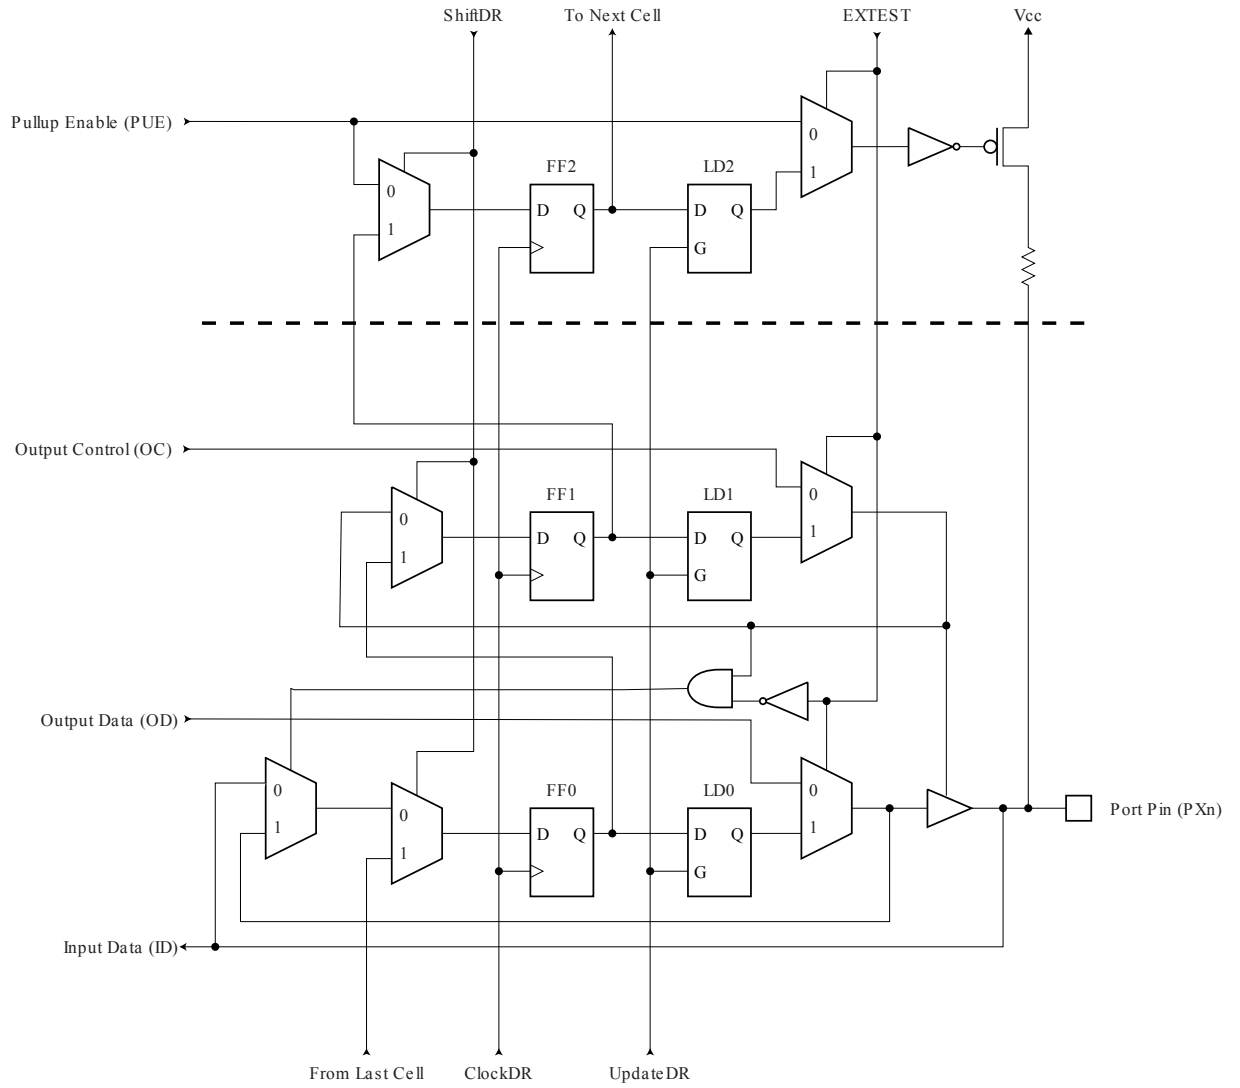 ShiftDR To Next Cell EXTEST Vcc
Pullup Enable (PUE)
0
0
1
FF2 LD2
1
D Q D Q
G
Output Control (OC)
FF1 LD1
0
0
1
D Q D Q
1
G
Output Data (OD)
0
0
FF0 LD0
0
1
1
D Q D Q
1
G
Port Pin (PXn)
Input Data (ID)
From Last Cell ClockDR UpdateDR